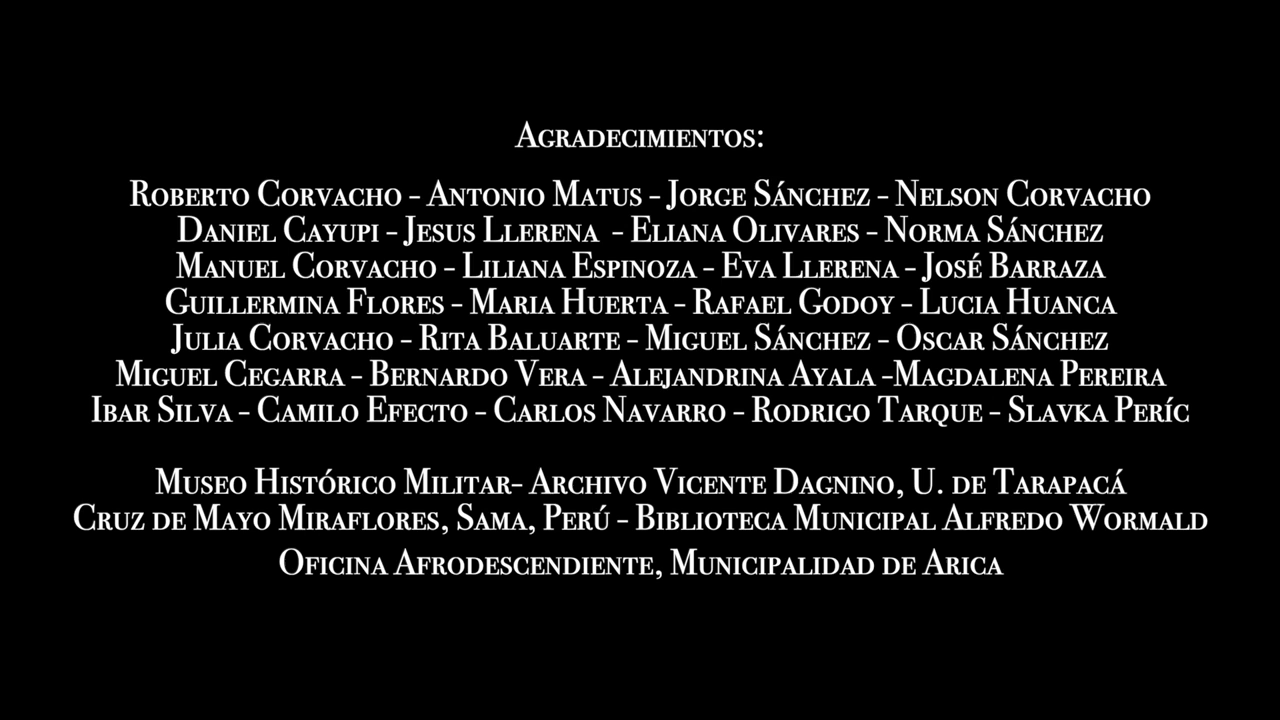 Agradecimientos:
Roberto Corvacho - Antonio Matus - Jorge Sánchez - Nelson Corvacho
Daniel Cayupi - Jesus Llerena - Eliana Olivares - Norma Sánchez
Manuel Corvacho - Liliana Espinoza - Eva Llerena - José Barraza
Guillermina Flores - Maria Huerta - Rafael Godoy - Lucia Huanca
Julia Corvacho - Rita Baluarte - Miguel Sánchez - Oscar Sánchez
Miguel Cegarra - Bernardo Vera - Alejandrina Ayala -Magdalena Pereira
Ibar Silva - Camilo Efecto - Carlos Navarro - Rodrigo Tarque - Slavka Períc
Museo Histórico Militar- Archivo Vicente Dagnino, U. de Tarapacá
Cruz de Mayo Miraflores, Sama, Perú - Biblioteca Municipal Alfredo Wormald
Oficina Afrodescendiente, Municipalidad de Arica